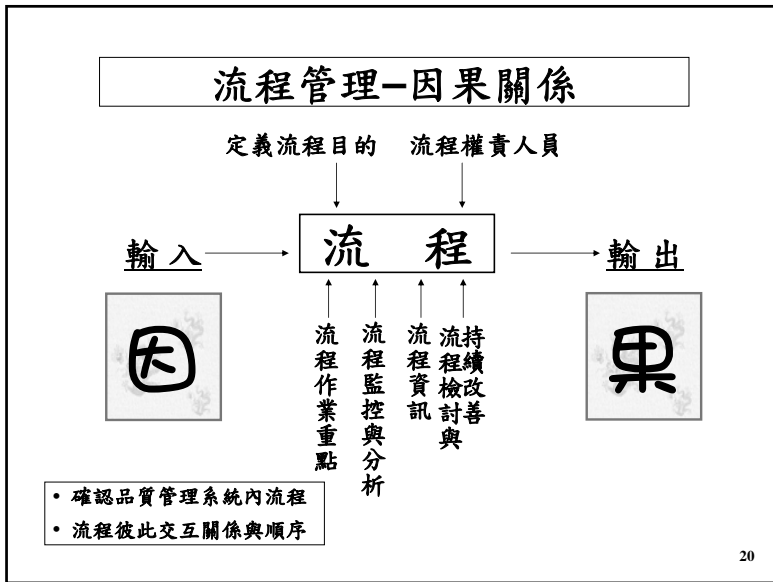 流程管理–因果關係
定義流程目的
流程權責人員
輸 入
流 程
輸 出
因
果
流程作業重點
流程監控與分析
流程資訊
流程檢討與
持續改善
• 確認品質管理系統內流程
• 流程彼此交互關係與順序
20